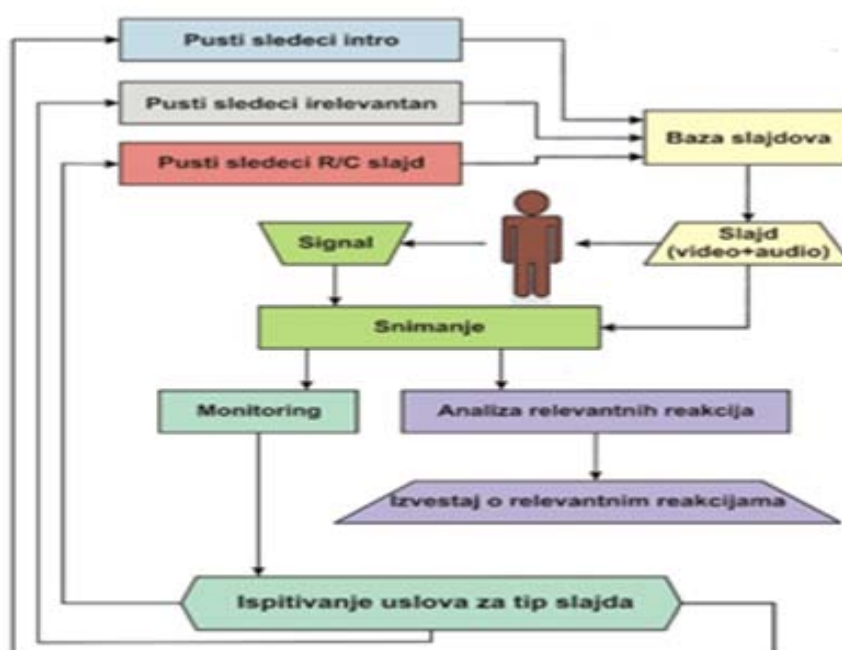 Pusti sledeci intro
Pusti sledeci irelevantan
Pusti sledeci R/C slajd
Baza slajdova
Slajd
(video+audio)
Signal
Snimanje
Monitoring
Analiza relevantnih reakcija
Izvestaj o relevantnim reakcijama
Ispitivanje uslova za tip slajda